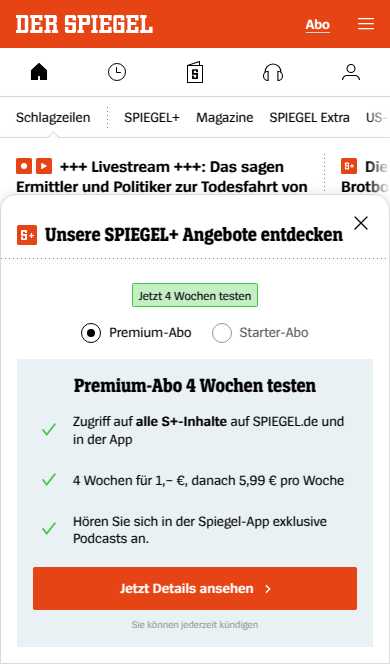 DER SPIEGEL
Abo
Schlagzeilen
SPIEGEL+
Magazine
SPIEGEL Extra
US-
+++ Livestream +++: Das sagen
Ermittler und Politiker zur Todesfahrt von
S+ Die
Brotbo
S+ Unsere SPIEGEL+ Angebote entdecken
Jetzt 4 Wochen testen
Premium-Abo
Starter-Abo
Premium-Abo 4 Wochen testen
Zugriff auf alle S+-Inhalte auf SPIEGEL.de und
in der App
4 Wochen für 1,– €, danach 5,99 € pro Woche
Hören Sie sich in der Spiegel-App exklusive
Podcasts an.
Jetzt Details ansehen
Sie können jederzeit kündigen